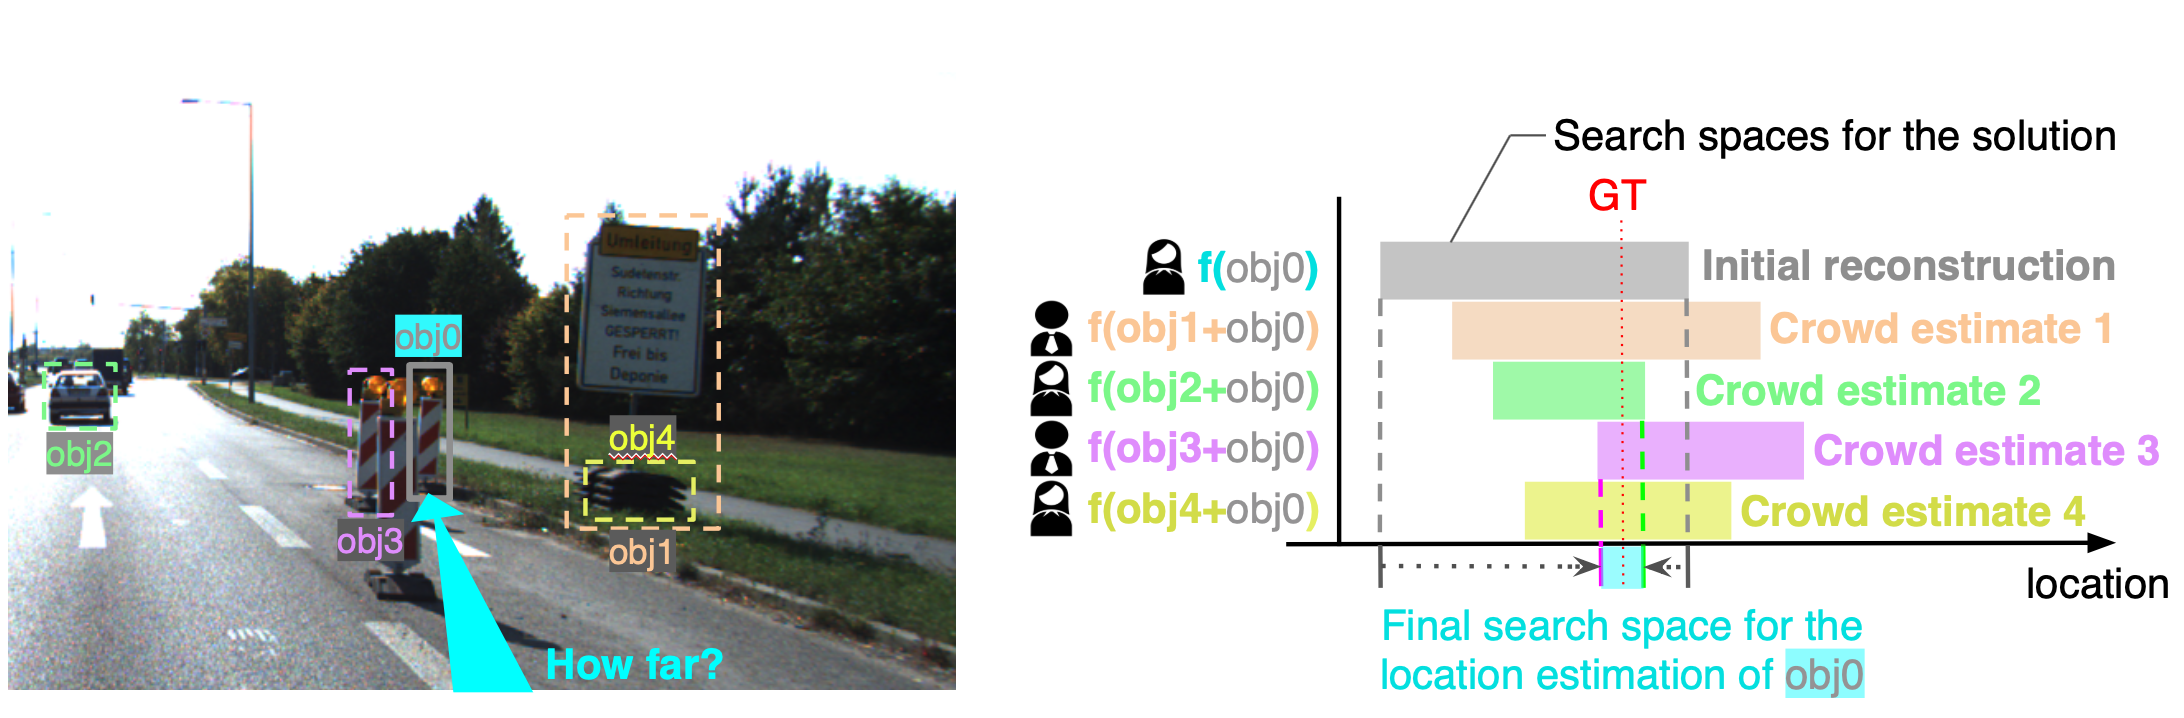 Umleitung
Sudetenstr.
Richtung
Siemensallee
GESPERRT!
Frei bis
Deponie
obj0
obj2
obj4
obj3
obj1
How far?
Search spaces for the solution
GT
f(obj0) Initial reconstruction
f(obj1+obj0) Crowd estimate 1
f(obj2+obj0) Crowd estimate 2
f(obj3+obj0) Crowd estimate 3
f(obj4+obj0) Crowd estimate 4
location
Final search space for the
location estimation of obj0